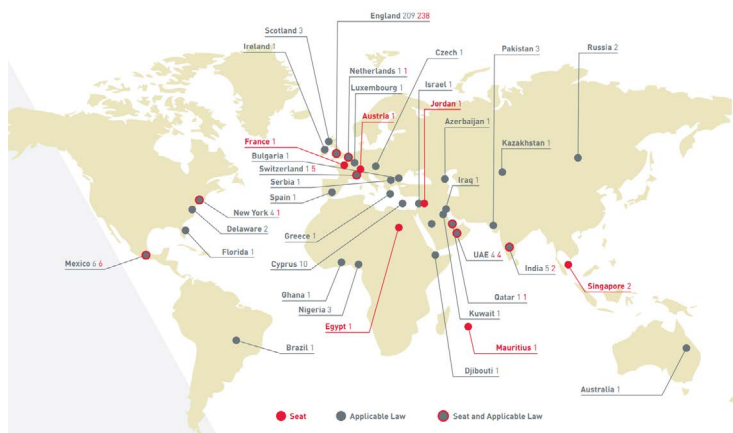 England 209 238
Scotland 3
Ireland 1
Czech 1
Pakistan 3
Russia 2
Netherlands 1 1
Luxembourg 1
Israel 1
Jordan 1
Austria 1
Azerbaijan 1
France 1
Kazakhstan 1
Bulgaria 1
Switzerland 1 5
Serbia 1
Iraq 1
Spain 1
New York 4 1
Delaware 2
Greece 1
Florida 1
UAE 4 4
India 5 2
Mexico 6 6
Cyprus 10
Singapore 2
Ghana 1
Qatar 1 1
Nigeria 3
Kuwait 1
Egypt 1
Brazil 1
Mauritius 1
Djibouti 1
Australia 1
Seat
Applicable Law
Seat and Applicable Law